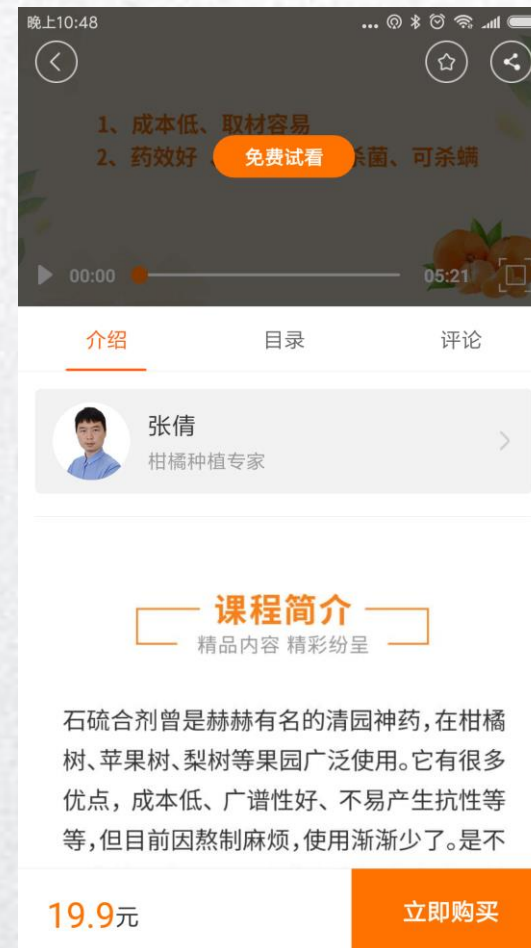 晚上10:48
1、成本低、取材容易
2、药效好
免费试看
杀菌、可杀螨
00:00
05:21
介绍
目录
评论
张倩
柑橘种植专家
课程简介
精品内容 精彩纷呈
石硫合剂曾是赫赫有名的清园神药,在柑橘
树、苹果树、梨树等果园广泛使用。它有很多
优点，成本低、广谱性好、不易产生抗性等
等,但目前因熬制麻烦,使用渐渐少了。是不
19.9元
立即购买